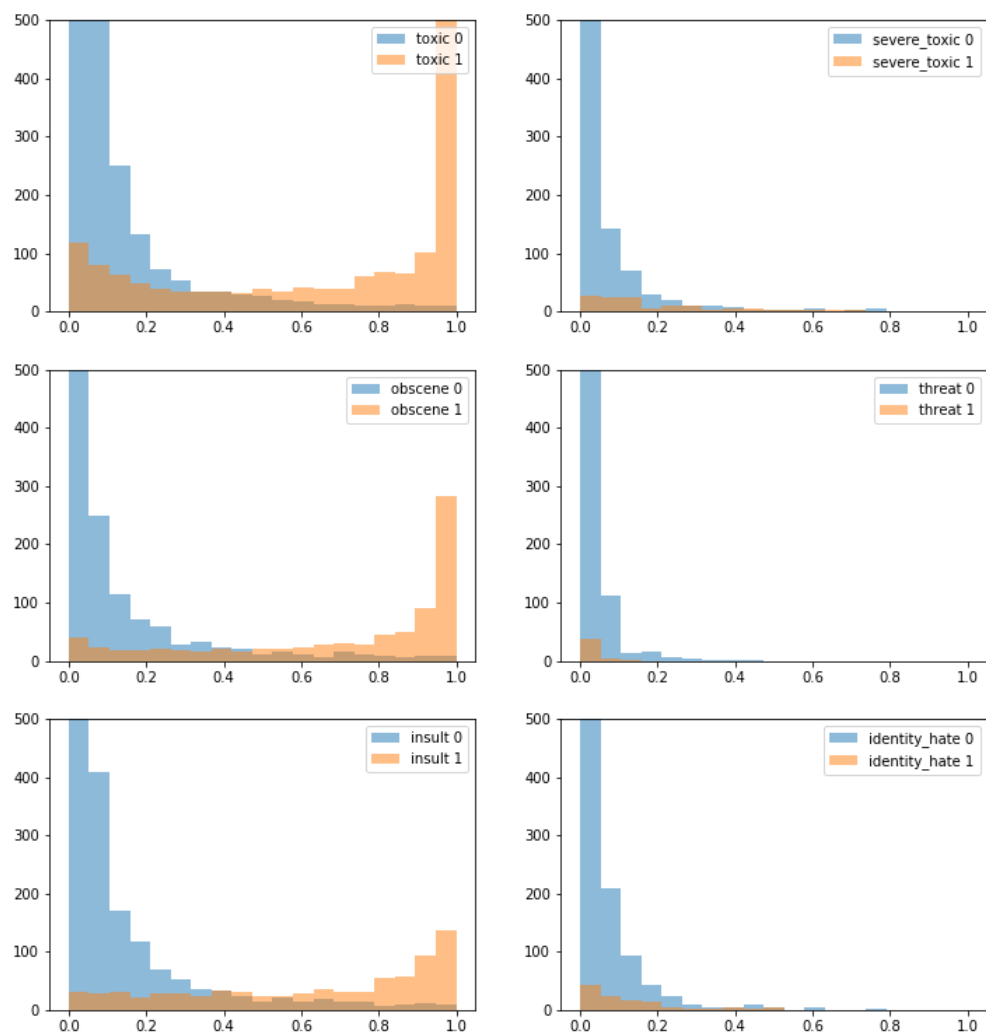 500
toxic 0
toxic 1
400
300
200
100
0
0.0 0.2 0.4 0.6 0.8 1.0
500
severe_toxic 0
severe_toxic 1
400
300
200
100
0
0.0 0.2 0.4 0.6 0.8 1.0
500
obscene 0
obscene 1
400
300
200
100
0
0.0 0.2 0.4 0.6 0.8 1.0
500
threat 0
threat 1
400
300
200
100
0
0.0 0.2 0.4 0.6 0.8 1.0
500
insult 0
insult 1
400
300
200
100
0
0.0 0.2 0.4 0.6 0.8 1.0
500
identity_hate 0
identity_hate 1
400
300
200
100
0
0.0 0.2 0.4 0.6 0.8 1.0